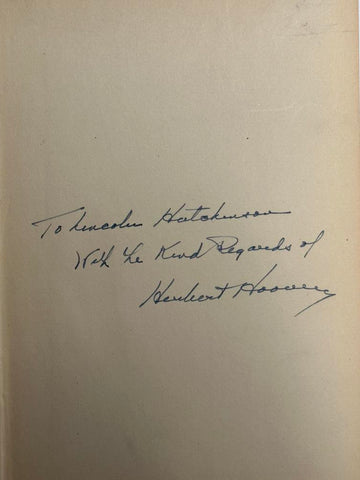 To Lincoln Hutchinson
With the Kind Regards of
Herbert Hoover